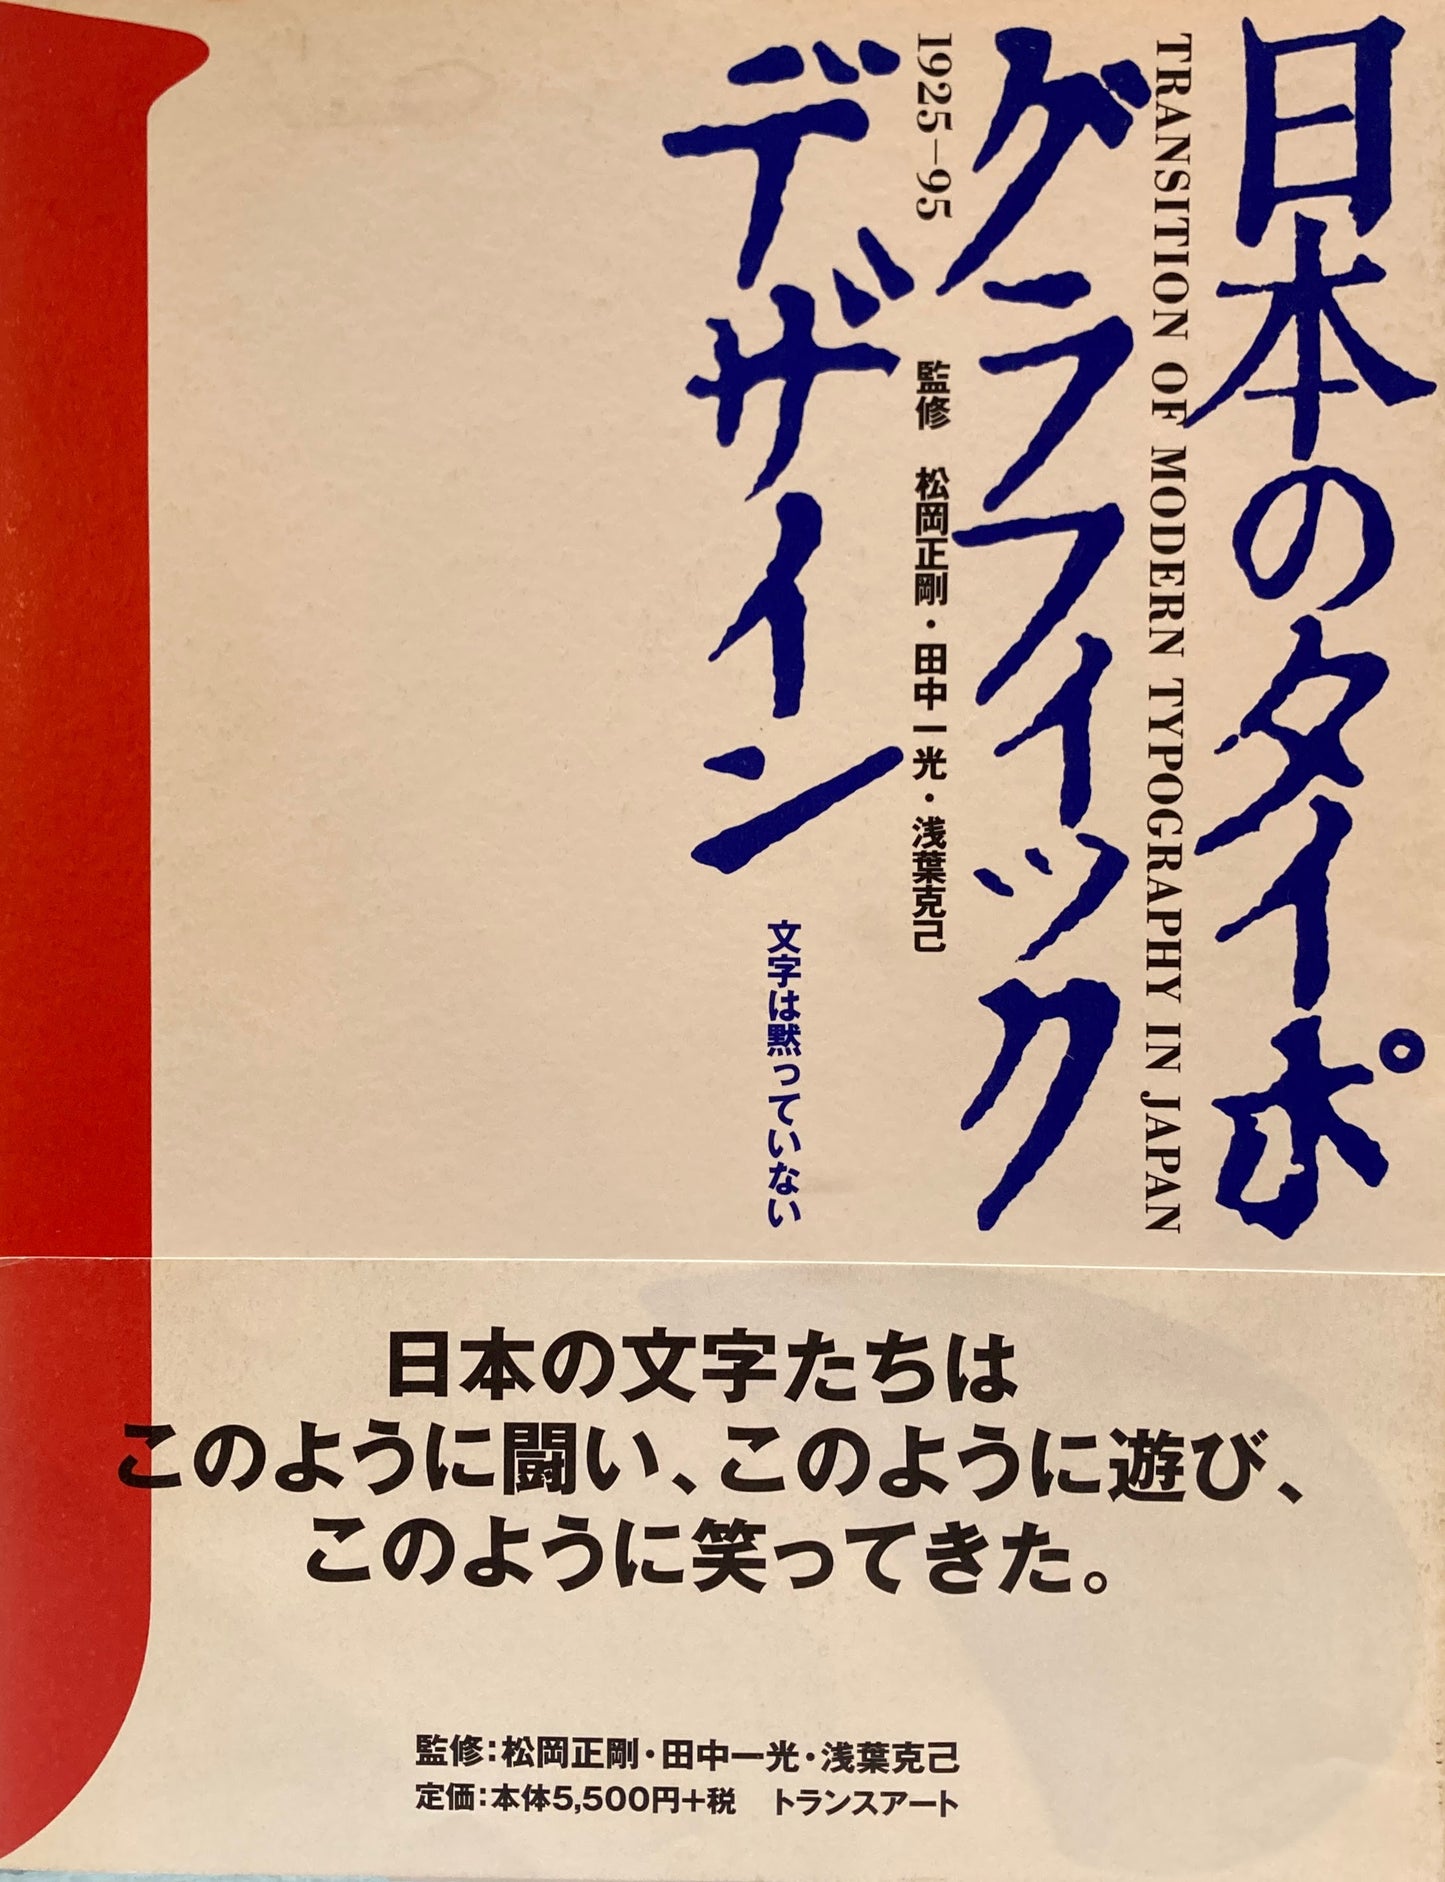 日本のタイポ
TRANSITION OF MODERN TYPOGRAPHY IN JAPAN
グラフィック
1925–95
監修 松岡正剛・田中一光・浅葉克己
デザイン
文字は黙っていない
日本の文字たちは
このように闘い、このように遊び、
このように笑ってきた。
監修:松岡正剛・田中一光・浅葉克己
定価:本体5,500円+税 トランスアート